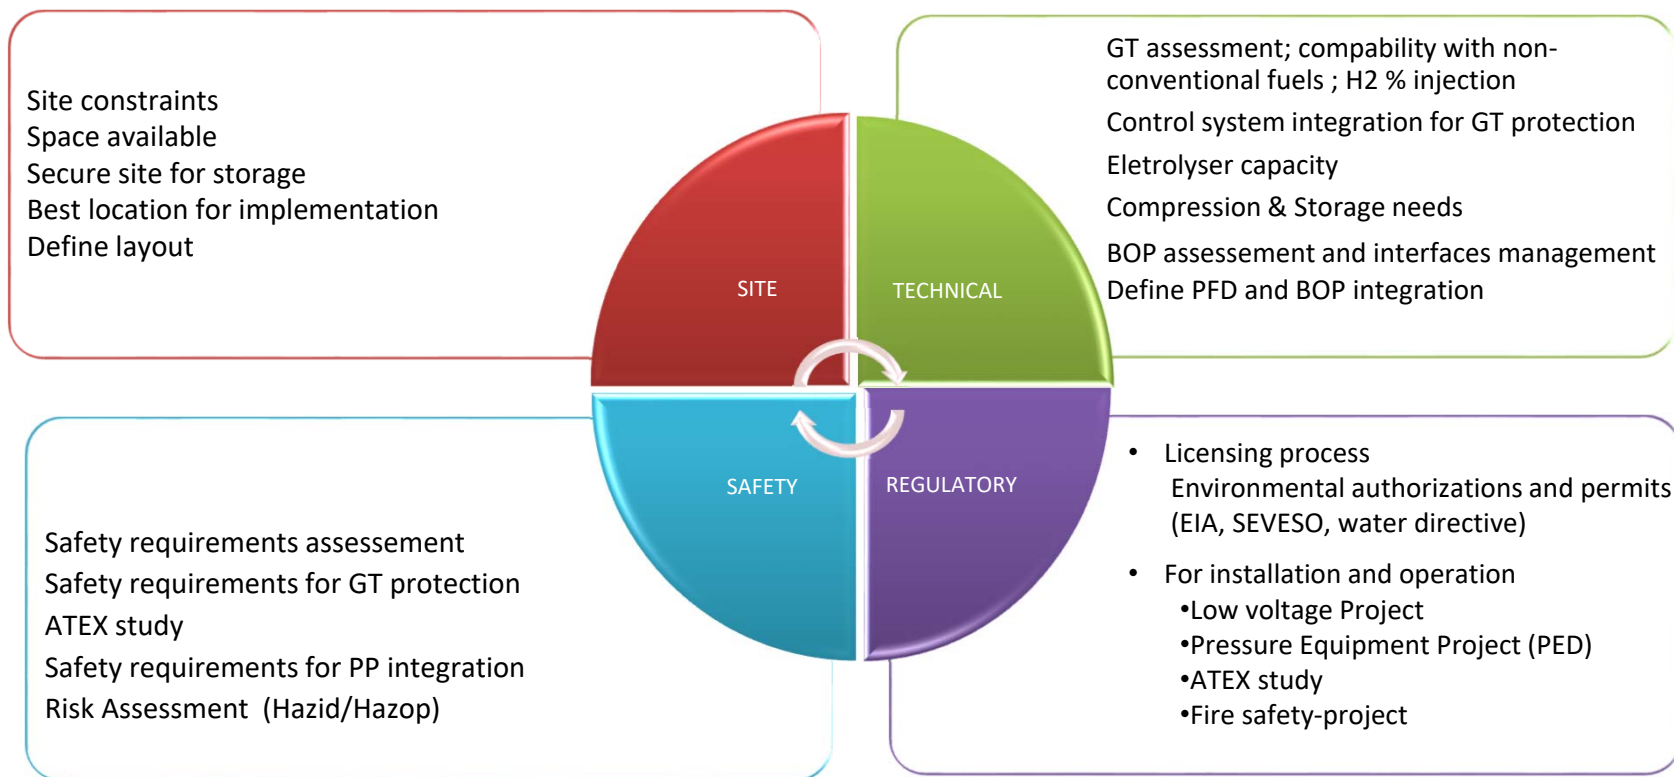 Site constraints
Space available
Secure site for storage
Best location for implementation
Define layout
GT assessment; compability with non-
conventional fuels ; H2 % injection
Control system integration for GT protection
Eletrolyser capacity
Compression & Storage needs
BOP assessement and interfaces management
Define PFD and BOP integration
SITE
TECHNICAL
SAFETY
REGULATORY
Safety requirements assessement
Safety requirements for GT protection
ATEX study
Safety requirements for PP integration
Risk Assessment (Hazid/Hazop)
• Licensing process
Environmental authorizations and permits
(EIA, SEVESO, water directive)
• For installation and operation
•Low voltage Project
•Pressure Equipment Project (PED)
•ATEX study
•Fire safety-project